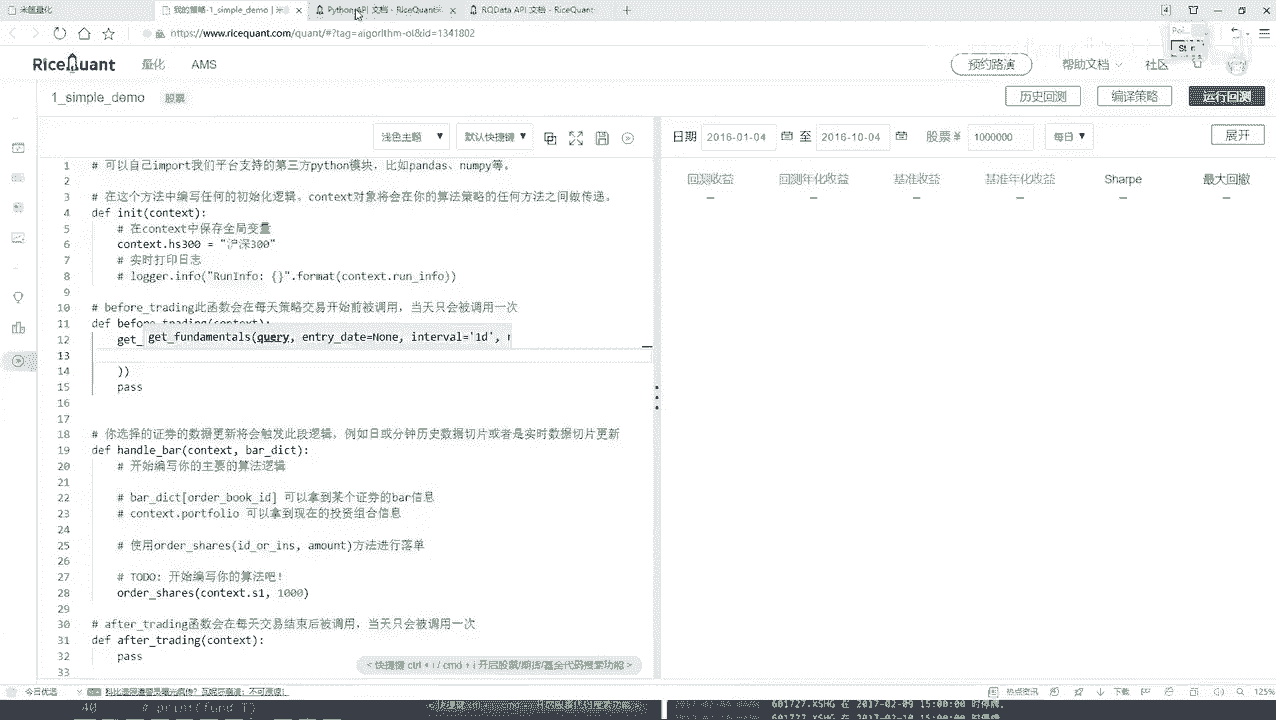 米筐量化
我的策略-1_simple_demo | 米
Python API 文档 - RiceQuant
RQData API 文档 - RiceQuant
https://www.ricequant.com/quant/#?tag=algorithm-ol&id=1341802
RiceQuant
量化
AMS
预约路演
帮助文档
社区
1_simple_demo
股票
历史回测
编译策略
运行回测
浅色主题
默认快捷键
日期 2016-01-04 至 2016-10-04 股票 ¥ 1000000 每日
展开
回测收益 回测年化收益 基准收益 基准年化收益 Sharpe 最大回撤
1 # 可以自己import我们平台支持的第三方python模块，比如pandas、numpy等。
2
3 # 在这个方法中编写任何的初始化逻辑。context对象将会在你的算法策略的任何方法之间做传递。
4 def init(context):
5 # 在context中保存全局变量
6 context.hs300 = "沪深300"
7 # 实时打印日志
8 # logger.info("RunInfo: {}".format(context.run_info))
9
10 # before_trading此函数会在每天策略交易开始前被调用，当天只会被调用一次
11 def before_trading(context):
12 get_
get_fundamentals(query, entry_date=None, interval='1d',
13
14 ))
15 pass
16
17
18 # 你选择的证券的数据更新将会触发此段逻辑，例如日或分钟历史数据切片或者是实时数据切片更新
19 def handle_bar(context, bar_dict):
20 # 开始编写你的主要的算法逻辑
21
22 # bar_dict[order_book_id] 可以拿到某个证券的bar信息
23 # context.portfolio 可以拿到现在的投资组合信息
24
25 # 使用order_shares(id_or_ins, amount)方法进行落单
26
27 # TODO: 开始编写你的算法吧！
28 order_shares(context.s1, 1000)
29
30 # after_trading函数会在每天交易结束后被调用，当天只会被调用一次
31 def after_trading(context):
32 pass
33
< 快捷键 ctrl + i / cmd + i 开启股票/期货/基金代码搜索功能 >
今日优选
热点资讯
下载
125%
40 # print(fund.T)
601727.XSHG 在 2017-02-09 15:00:00 时停牌。